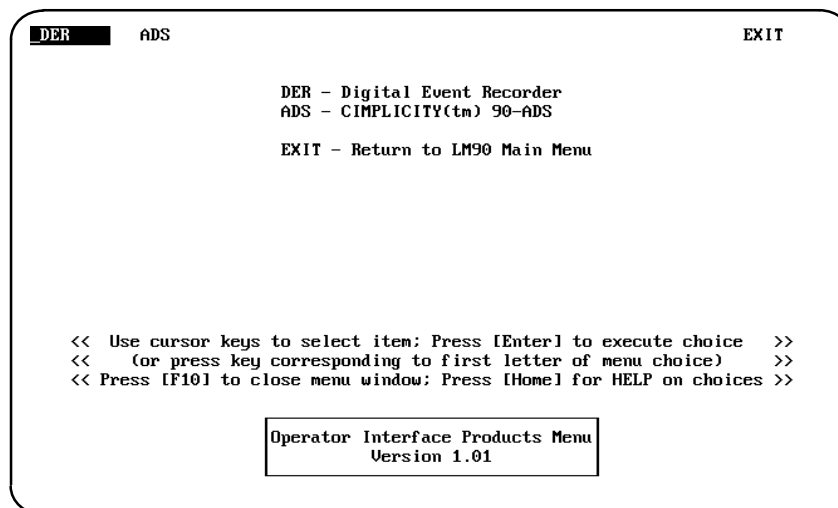 _DER ADS EXIT
DER - Digital Event Recorder
ADS - CIMPLICITY(tm) 90-ADS
EXIT - Return to LM90 Main Menu
<< Use cursor keys to select item; Press [Enter] to execute choice >>
<< (or press key corresponding to first letter of menu choice) >>
<< Press [F10] to close menu window; Press [Home] for HELP on choices >>
Operator Interface Products Menu
Version 1.01